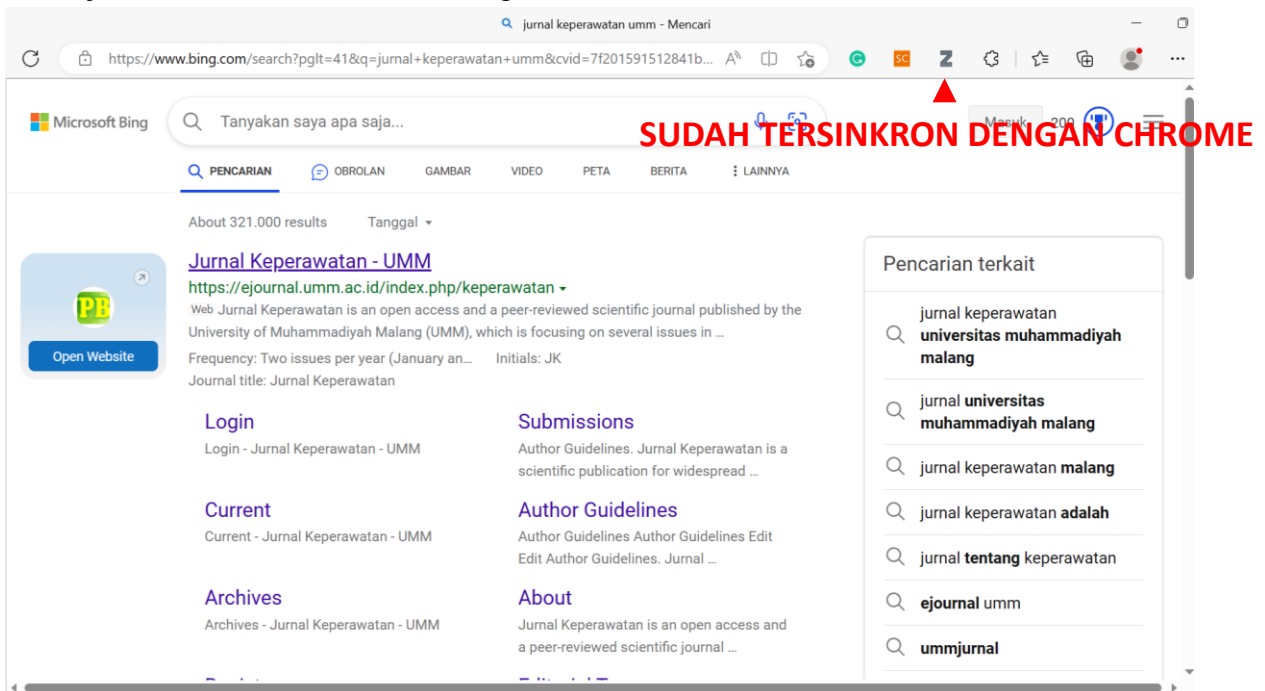 jurnal keperawatan umm - Mencari
https://www.bing.com/search?pglt=41&q=jurnal+keperawatan+umm&cvid=7f201591512841b...
SC
Z
Microsoft Bing
Tanyakan saya apa saja...
Masuk
200
SUDAH TERSINKRON DENGAN CHROME
PENCARIAN
OBROLAN
GAMBAR
VIDEO
PETA
BERITA
LAINNYA
About 321.000 results
Tanggal
PB
Open Website
Jurnal Keperawatan - UMM
https://ejournal.umm.ac.id/index.php/keperawatan
Web Jurnal Keperawatan is an open access and a peer-reviewed scientific journal published by the
University of Muhammadiyah Malang (UMM), which is focusing on several issues in ...
Frequency: Two issues per year (January an...
Initials: JK
Journal title: Jurnal Keperawatan
Login
Login - Jurnal Keperawatan - UMM
Submissions
Author Guidelines. Jurnal Keperawatan is a
scientific publication for widespread ...
Current
Current - Jurnal Keperawatan - UMM
Author Guidelines
Author Guidelines Author Guidelines Edit
Edit Author Guidelines. Jurnal ...
Archives
Archives - Jurnal Keperawatan - UMM
About
Jurnal Keperawatan is an open access and
a peer-reviewed scientific journal ...
Pencarian terkait
jurnal keperawatan
universitas muhammadiyah
malang
jurnal universitas
muhammadiyah malang
jurnal keperawatan malang
jurnal keperawatan adalah
jurnal tentang keperawatan
ejournal umm
ummjurnal